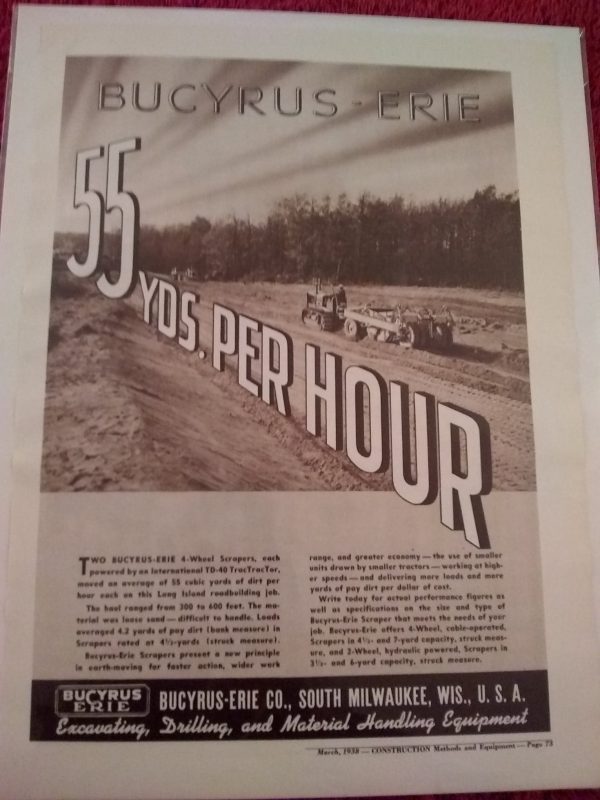 BUCYRUS-ERIE
55
YDS. PER HOUR
TWO BUCYRUS-ERIE 4-Wheel Scrapers, each
powered by an International TD-40 TracTracTor,
moved an average of 55 cubic yards of dirt per
hour each on this Long Island roadbuilding job.
The haul ranged from 300 to 600 feet. The ma-
terial was loose sand — difficult to handle. Loads
averaged 4.2 yards of pay dirt (bank measure) in
Scrapers rated at 4½-yards (struck measure).
Bucyrus-Erie Scrapers present a new principle
in earth-moving for faster action, wider work
range, and greater economy — the use of smaller
units drawn by smaller tractors — working at high-
er speeds — and delivering more loads and more
yards of pay dirt per dollar of cost.
Write today for actual performance figures as
well as specifications on the size and type of
Bucyrus-Erie Scraper that meets the needs of your
job. Bucyrus-Erie offers 4-Wheel, cable-operated,
Scrapers in 4½- and 7-yard capacity, struck meas-
ure, and 2-Wheel, hydraulic powered, Scrapers in
3½- and 6-yard capacity, struck measure.
BUCYRUS
ERIE
BUCYRUS-ERIE CO., SOUTH MILWAUKEE, WIS., U. S. A.
Excavating, Drilling, and Material Handling Equipment
March, 1938 — CONSTRUCTION Methods and Equipment — Page 73